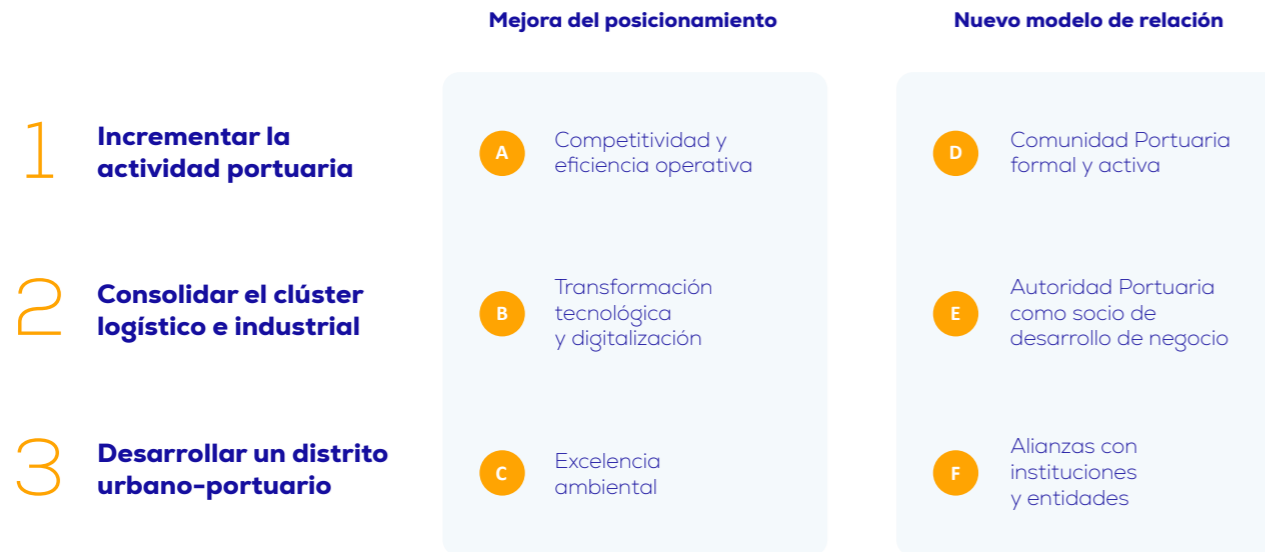 Mejora del posicionamiento
Nuevo modelo de relación
1
Incrementar la
actividad portuaria
A
Competitividad y
eficiencia operativa
D
Comunidad Portuaria
formal y activa
2
Consolidar el clúster
logístico e industrial
B
Transformación
tecnológica
y digitalización
E
Autoridad Portuaria
como socio de
desarrollo de negocio
3
Desarrollar un distrito
urbano-portuario
C
Excelencia
ambiental
F
Alianzas con
instituciones
y entidades